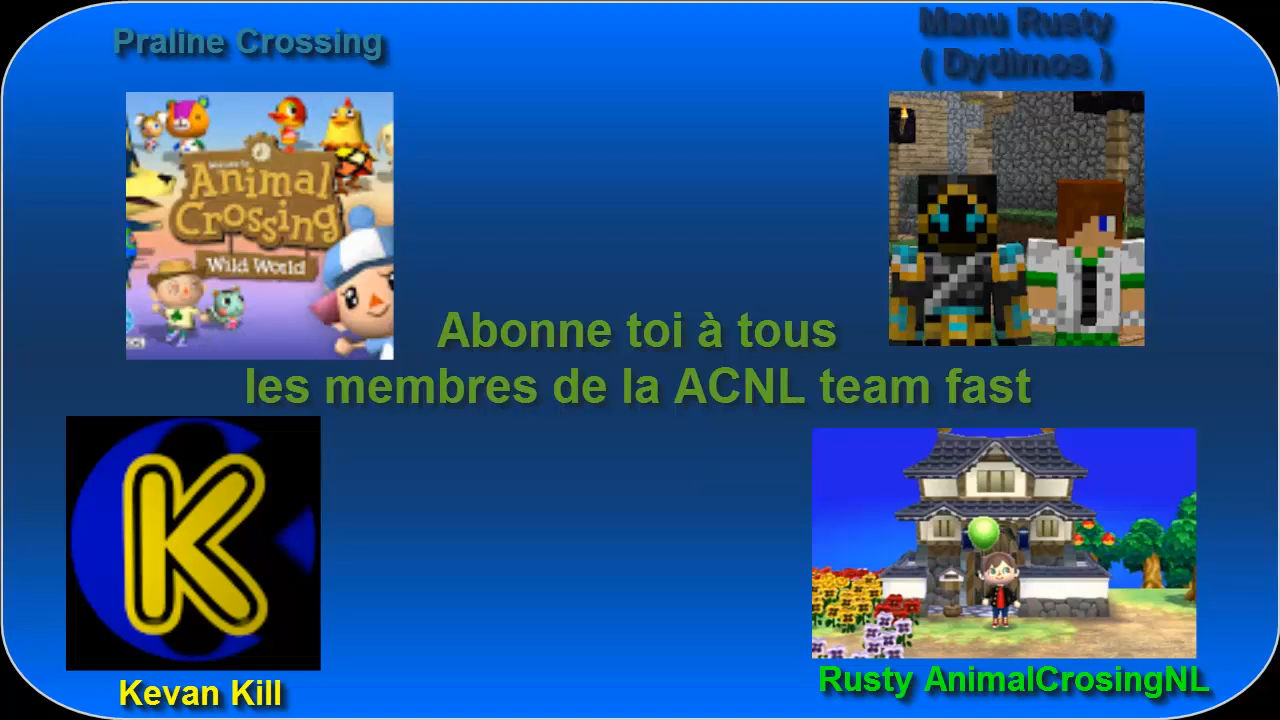 Praline Crossing
Manu Rusty
( Dydimos )
Animal
Crossing
Wild World
Abonne toi à tous
les membres de la ACNL team fast
K
Kevan Kill
Rusty AnimalCrosingNL